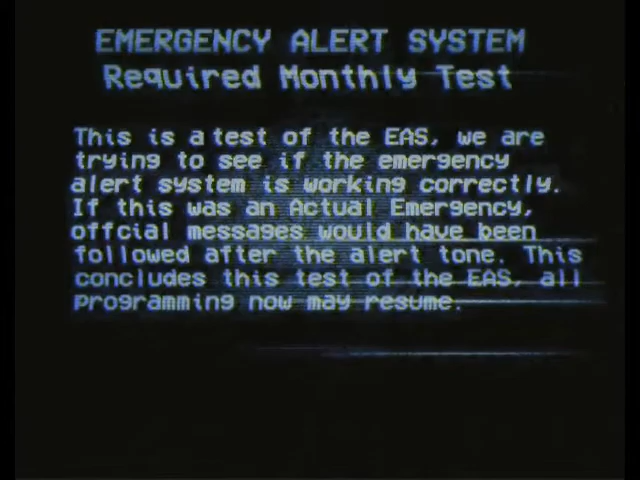 EMERGENCY ALERT SYSTEM
Required Monthly Test
This is a test of the EAS, we are
trying to see if the emergency
alert system is working correctly.
If this was an Actual Emergency,
offcial messages would have been
followed after the alert tone. This
concludes this test of the EAS, all
programming now may resume.